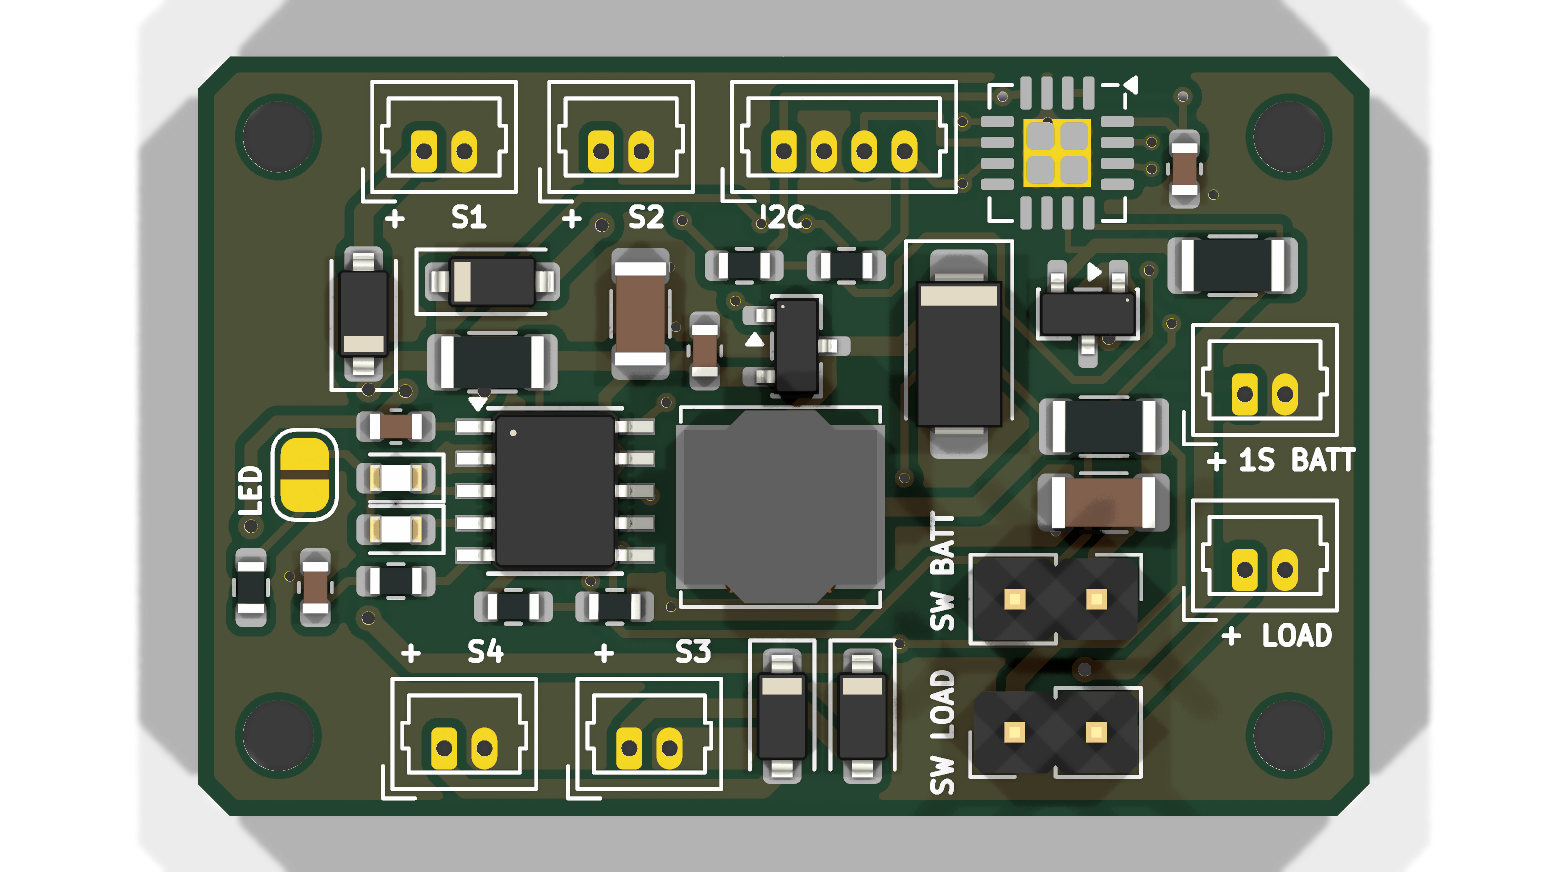 + S1
+ S2
I2C
+ 1S BATT
LED
SW BATT
+ LOAD
+ S4
+ S3
SW LOAD